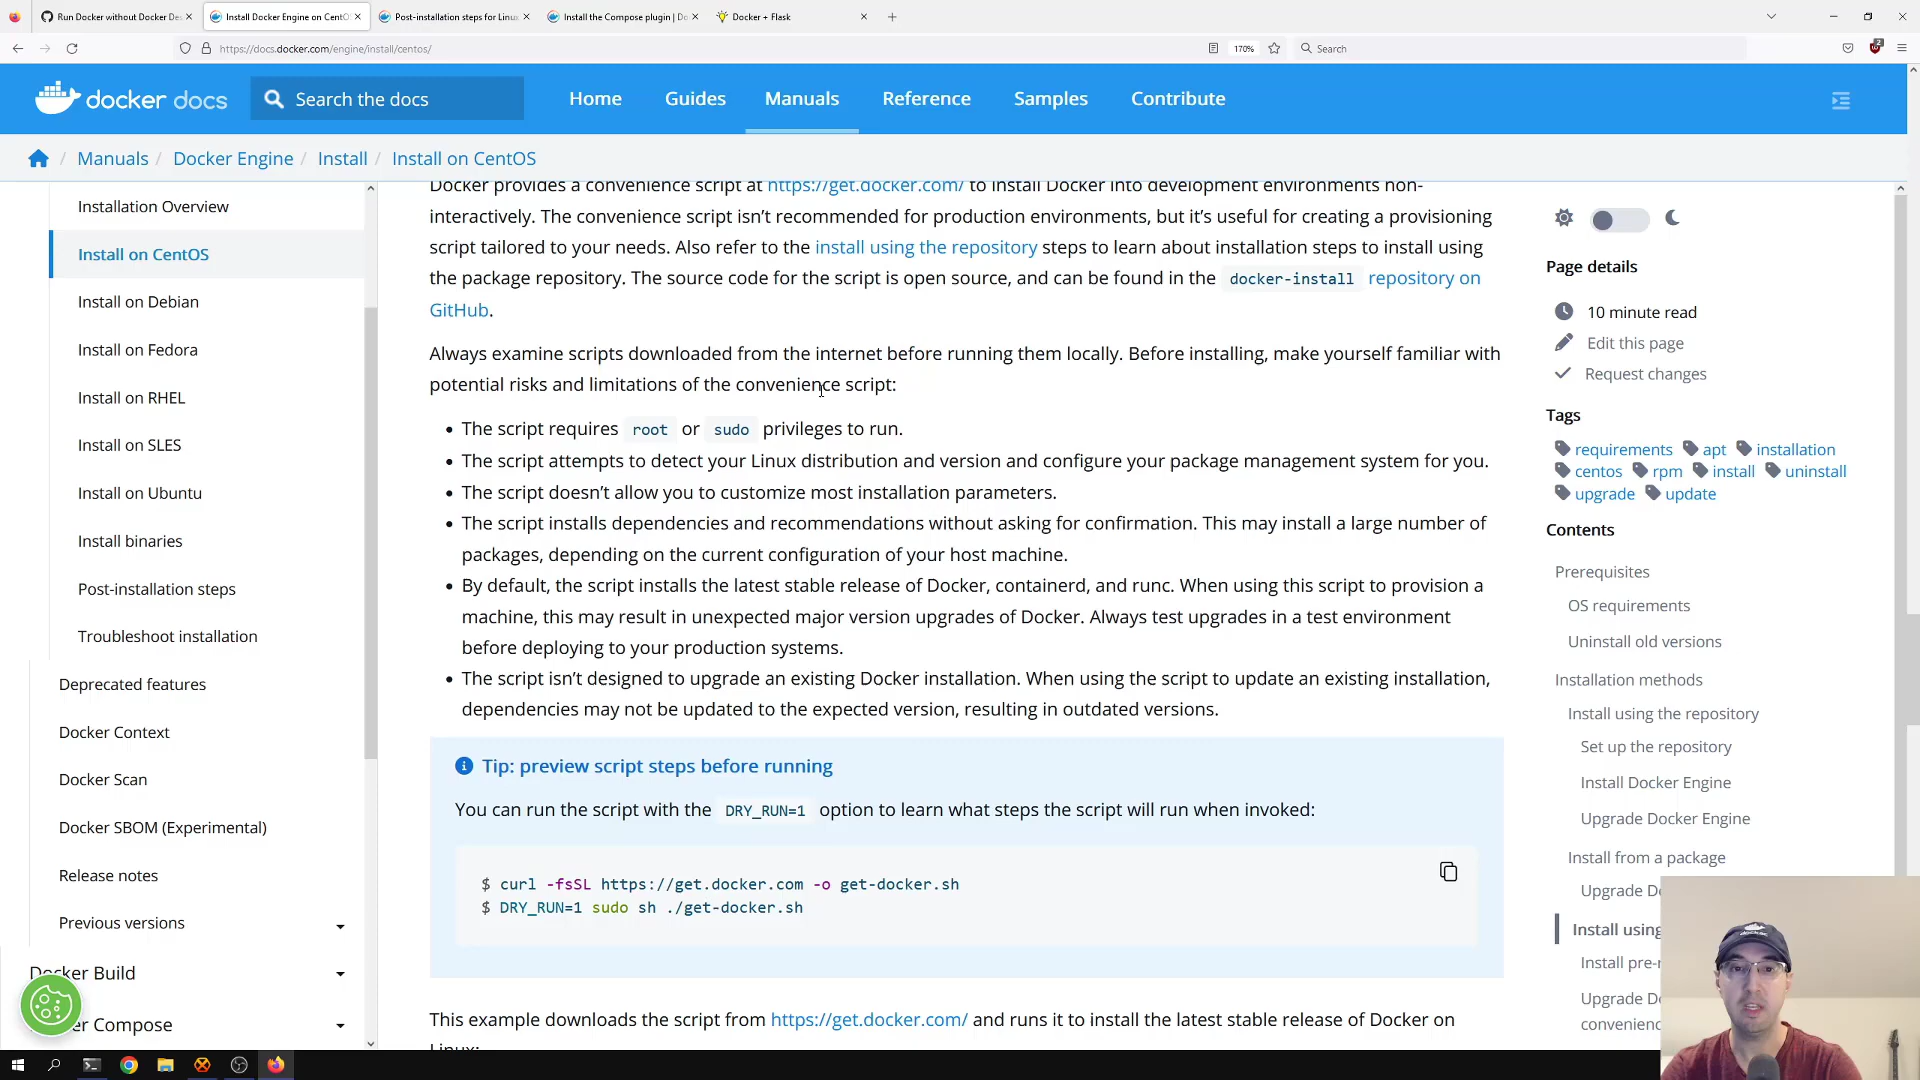 Run Docker without Docker De
Install Docker Engine on CentO
Post-installation steps for Linu
Install the Compose plugin | Do
Docker + Flask
https://docs.docker.com/engine/install/centos/
170%
Search
docker docs
Search the docs
Home
Guides
Manuals
Reference
Samples
Contribute
/ Manuals / Docker Engine / Install / Install on CentOS
Installation Overview
Install on CentOS
Install on Debian
Install on Fedora
Install on RHEL
Install on SLES
Install on Ubuntu
Install binaries
Post-installation steps
Troubleshoot installation
Deprecated features
Docker Context
Docker Scan
Docker SBOM (Experimental)
Release notes
Previous versions
Docker Build
er Compose
Docker provides a convenience script at https://get.docker.com/ to install Docker into development environments non-
interactively. The convenience script isn't recommended for production environments, but it's useful for creating a provisioning
script tailored to your needs. Also refer to the install using the repository steps to learn about installation steps to install using
the package repository. The source code for the script is open source, and can be found in the docker-install repository on
GitHub.
Always examine scripts downloaded from the internet before running them locally. Before installing, make yourself familiar with
potential risks and limitations of the convenience script:
• The script requires root or sudo privileges to run.
• The script attempts to detect your Linux distribution and version and configure your package management system for you.
• The script doesn't allow you to customize most installation parameters.
• The script installs dependencies and recommendations without asking for confirmation. This may install a large number of
packages, depending on the current configuration of your host machine.
• By default, the script installs the latest stable release of Docker, containerd, and runc. When using this script to provision a
machine, this may result in unexpected major version upgrades of Docker. Always test upgrades in a test environment
before deploying to your production systems.
• The script isn't designed to upgrade an existing Docker installation. When using the script to update an existing installation,
dependencies may not be updated to the expected version, resulting in outdated versions.
Tip: preview script steps before running
You can run the script with the DRY_RUN=1 option to learn what steps the script will run when invoked:
$ curl -fsSL https://get.docker.com -o get-docker.sh
$ DRY_RUN=1 sudo sh ./get-docker.sh
This example downloads the script from https://get.docker.com/ and runs it to install the latest stable release of Docker on
Linux:
Page details
10 minute read
Edit this page
Request changes
Tags
requirements apt installation
centos rpm install uninstall
upgrade update
Contents
Prerequisites
OS requirements
Uninstall old versions
Installation methods
Install using the repository
Set up the repository
Install Docker Engine
Upgrade Docker Engine
Install from a package
Upgrade Do
Install using
Install pre-r
Upgrade Do
convenienc